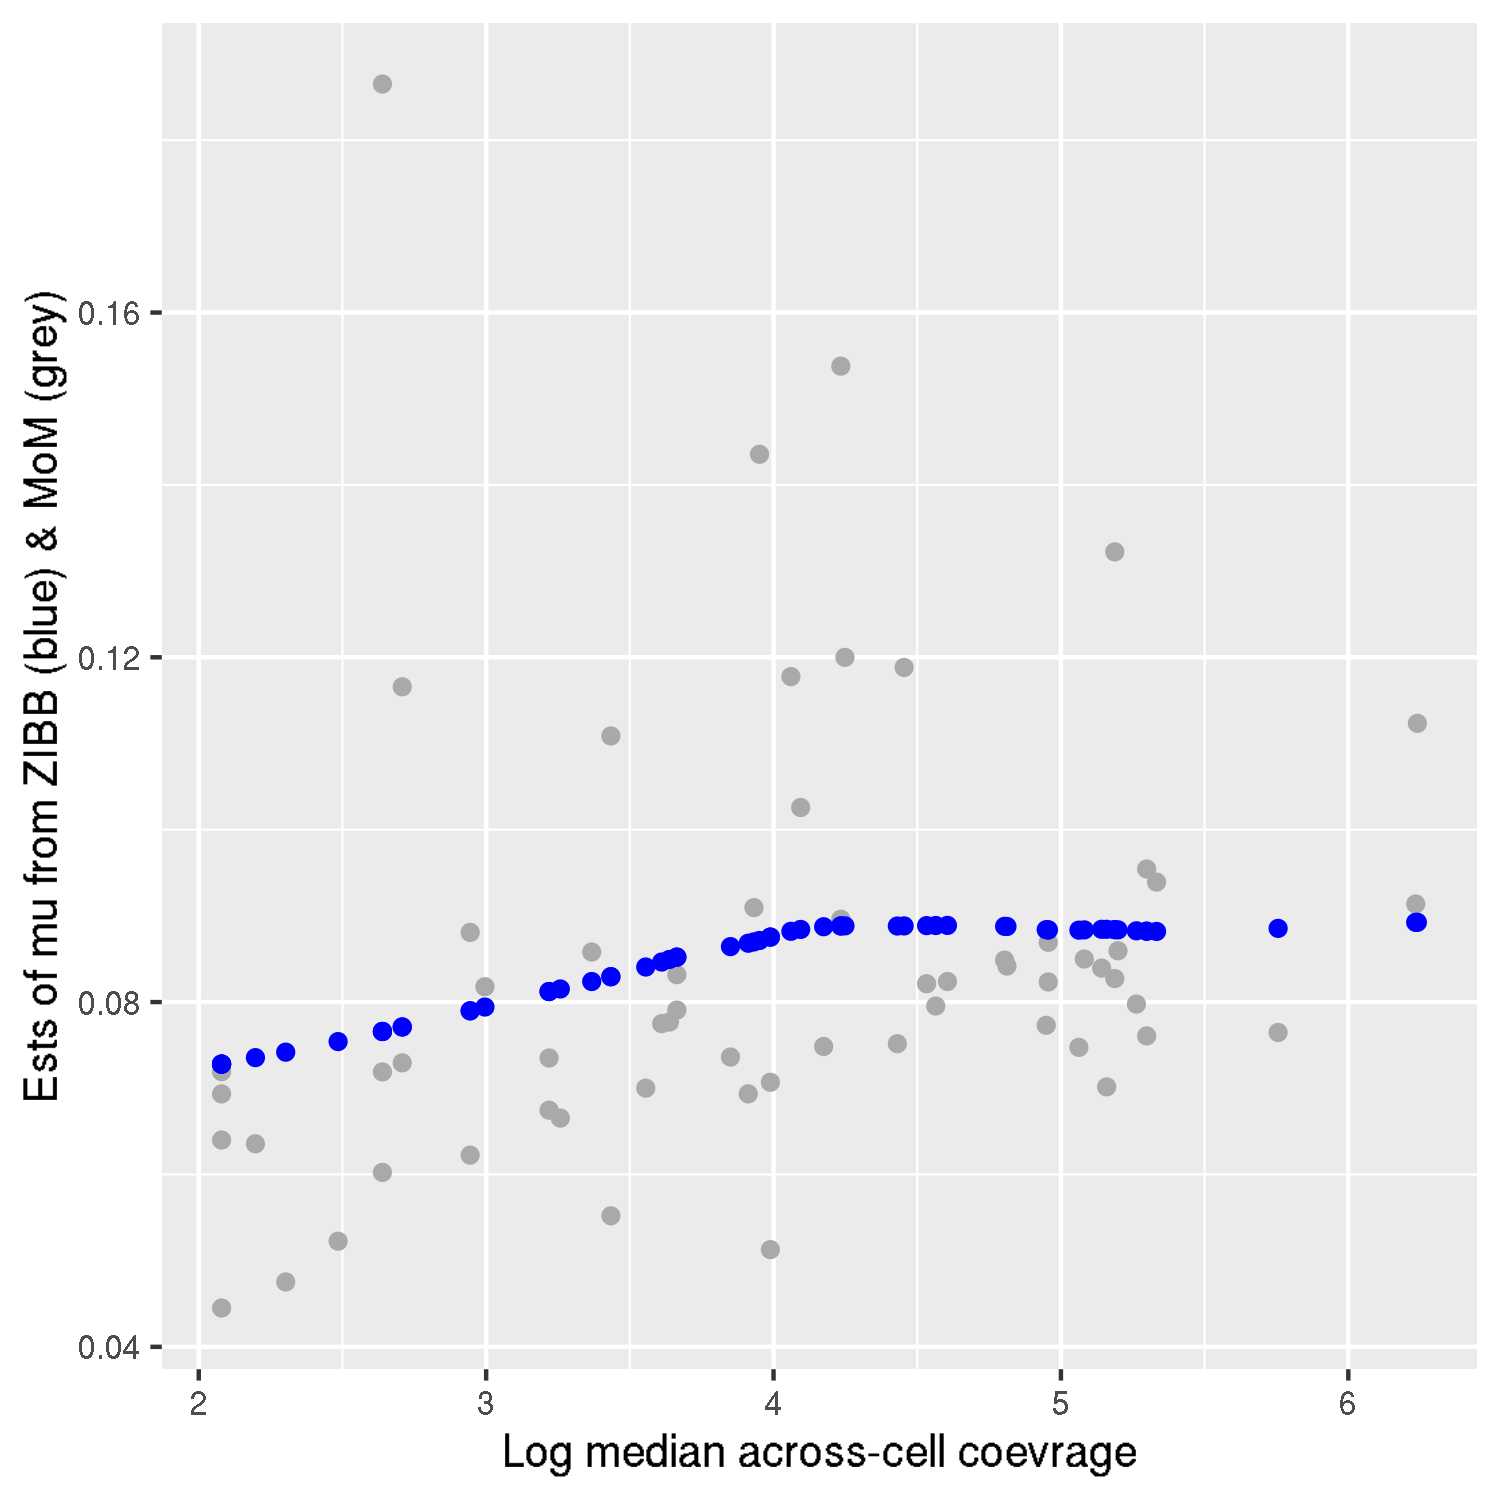 Ests of mu from ZIBB (blue) & MoM (grey)
0.16
0.12
0.08
0.04
2 3 4 5 6
Log median across-cell coevrage